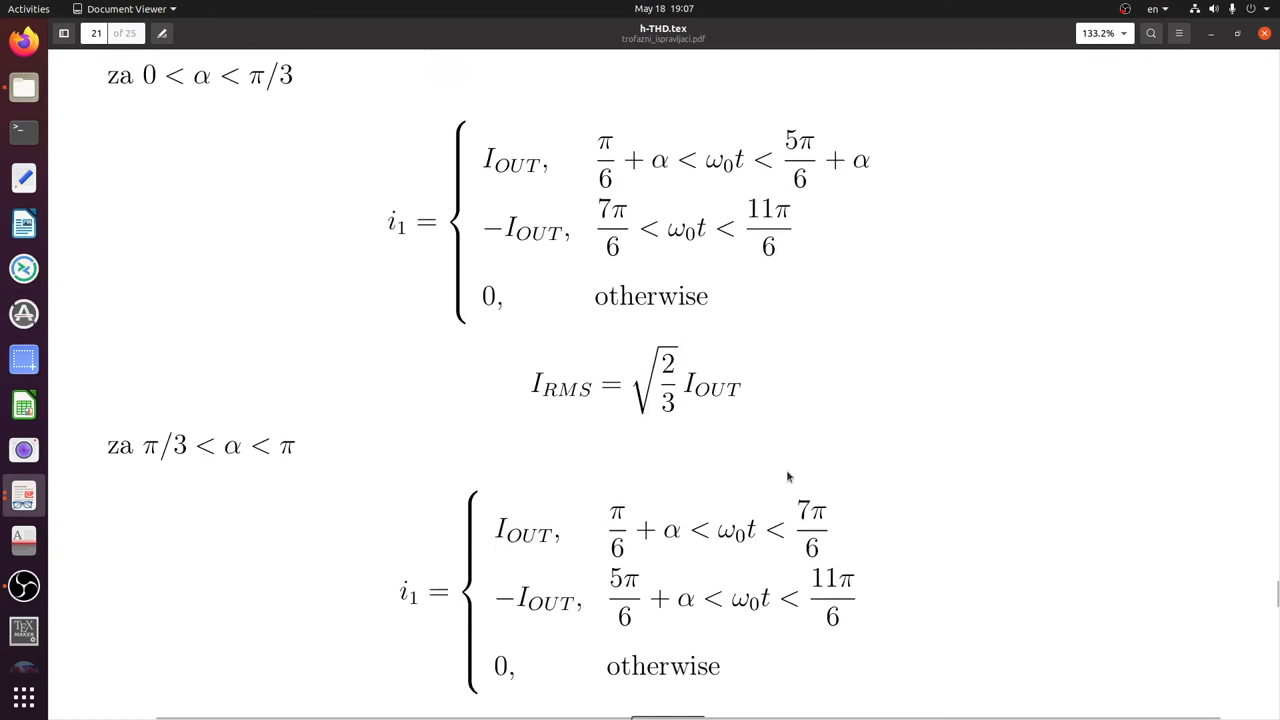 Activities
Document Viewer
May 18 19:07
en
21 of 25
h-THD.tex
trofazni_ispravljaci.pdf
133.2%
za 0 < α < π/3
i₁ = { I_OUT, π/6 + α < ω₀t < 5π/6 + α
−I_OUT, 7π/6 < ω₀t < 11π/6
0, otherwise
I_RMS = √(2/3) I_OUT
za π/3 < α < π
i₁ = { I_OUT, π/6 + α < ω₀t < 7π/6
−I_OUT, 5π/6 + α < ω₀t < 11π/6
0, otherwise
TEX
MAKER